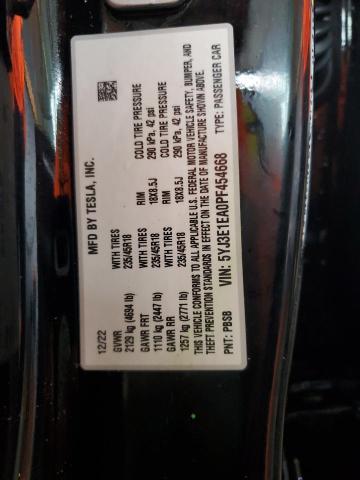 MFD BY TESLA, INC.
12/22
GVWR
2129 kg (4694 lb)
GAWR FRT WITH TIRES RIM COLD TIRE PRESSURE
1110 kg (2447 lb) 235/45R18 18X8.5J 290 kPa, 42 psi
GAWR RR WITH TIRES RIM COLD TIRE PRESSURE
1257 kg (2771 lb) 235/45R18 18X8.5J 290 kPa, 42 psi
THIS VEHICLE CONFORMS TO ALL APPLICABLE U.S. FEDERAL MOTOR VEHICLE SAFETY, BUMPER, AND
THEFT PREVENTION STANDARDS IN EFFECT ON THE DATE OF MANUFACTURE SHOWN ABOVE.
VIN: 5YJ3E1EA0PF454668
PNT: PBSB TYPE: PASSENGER CAR